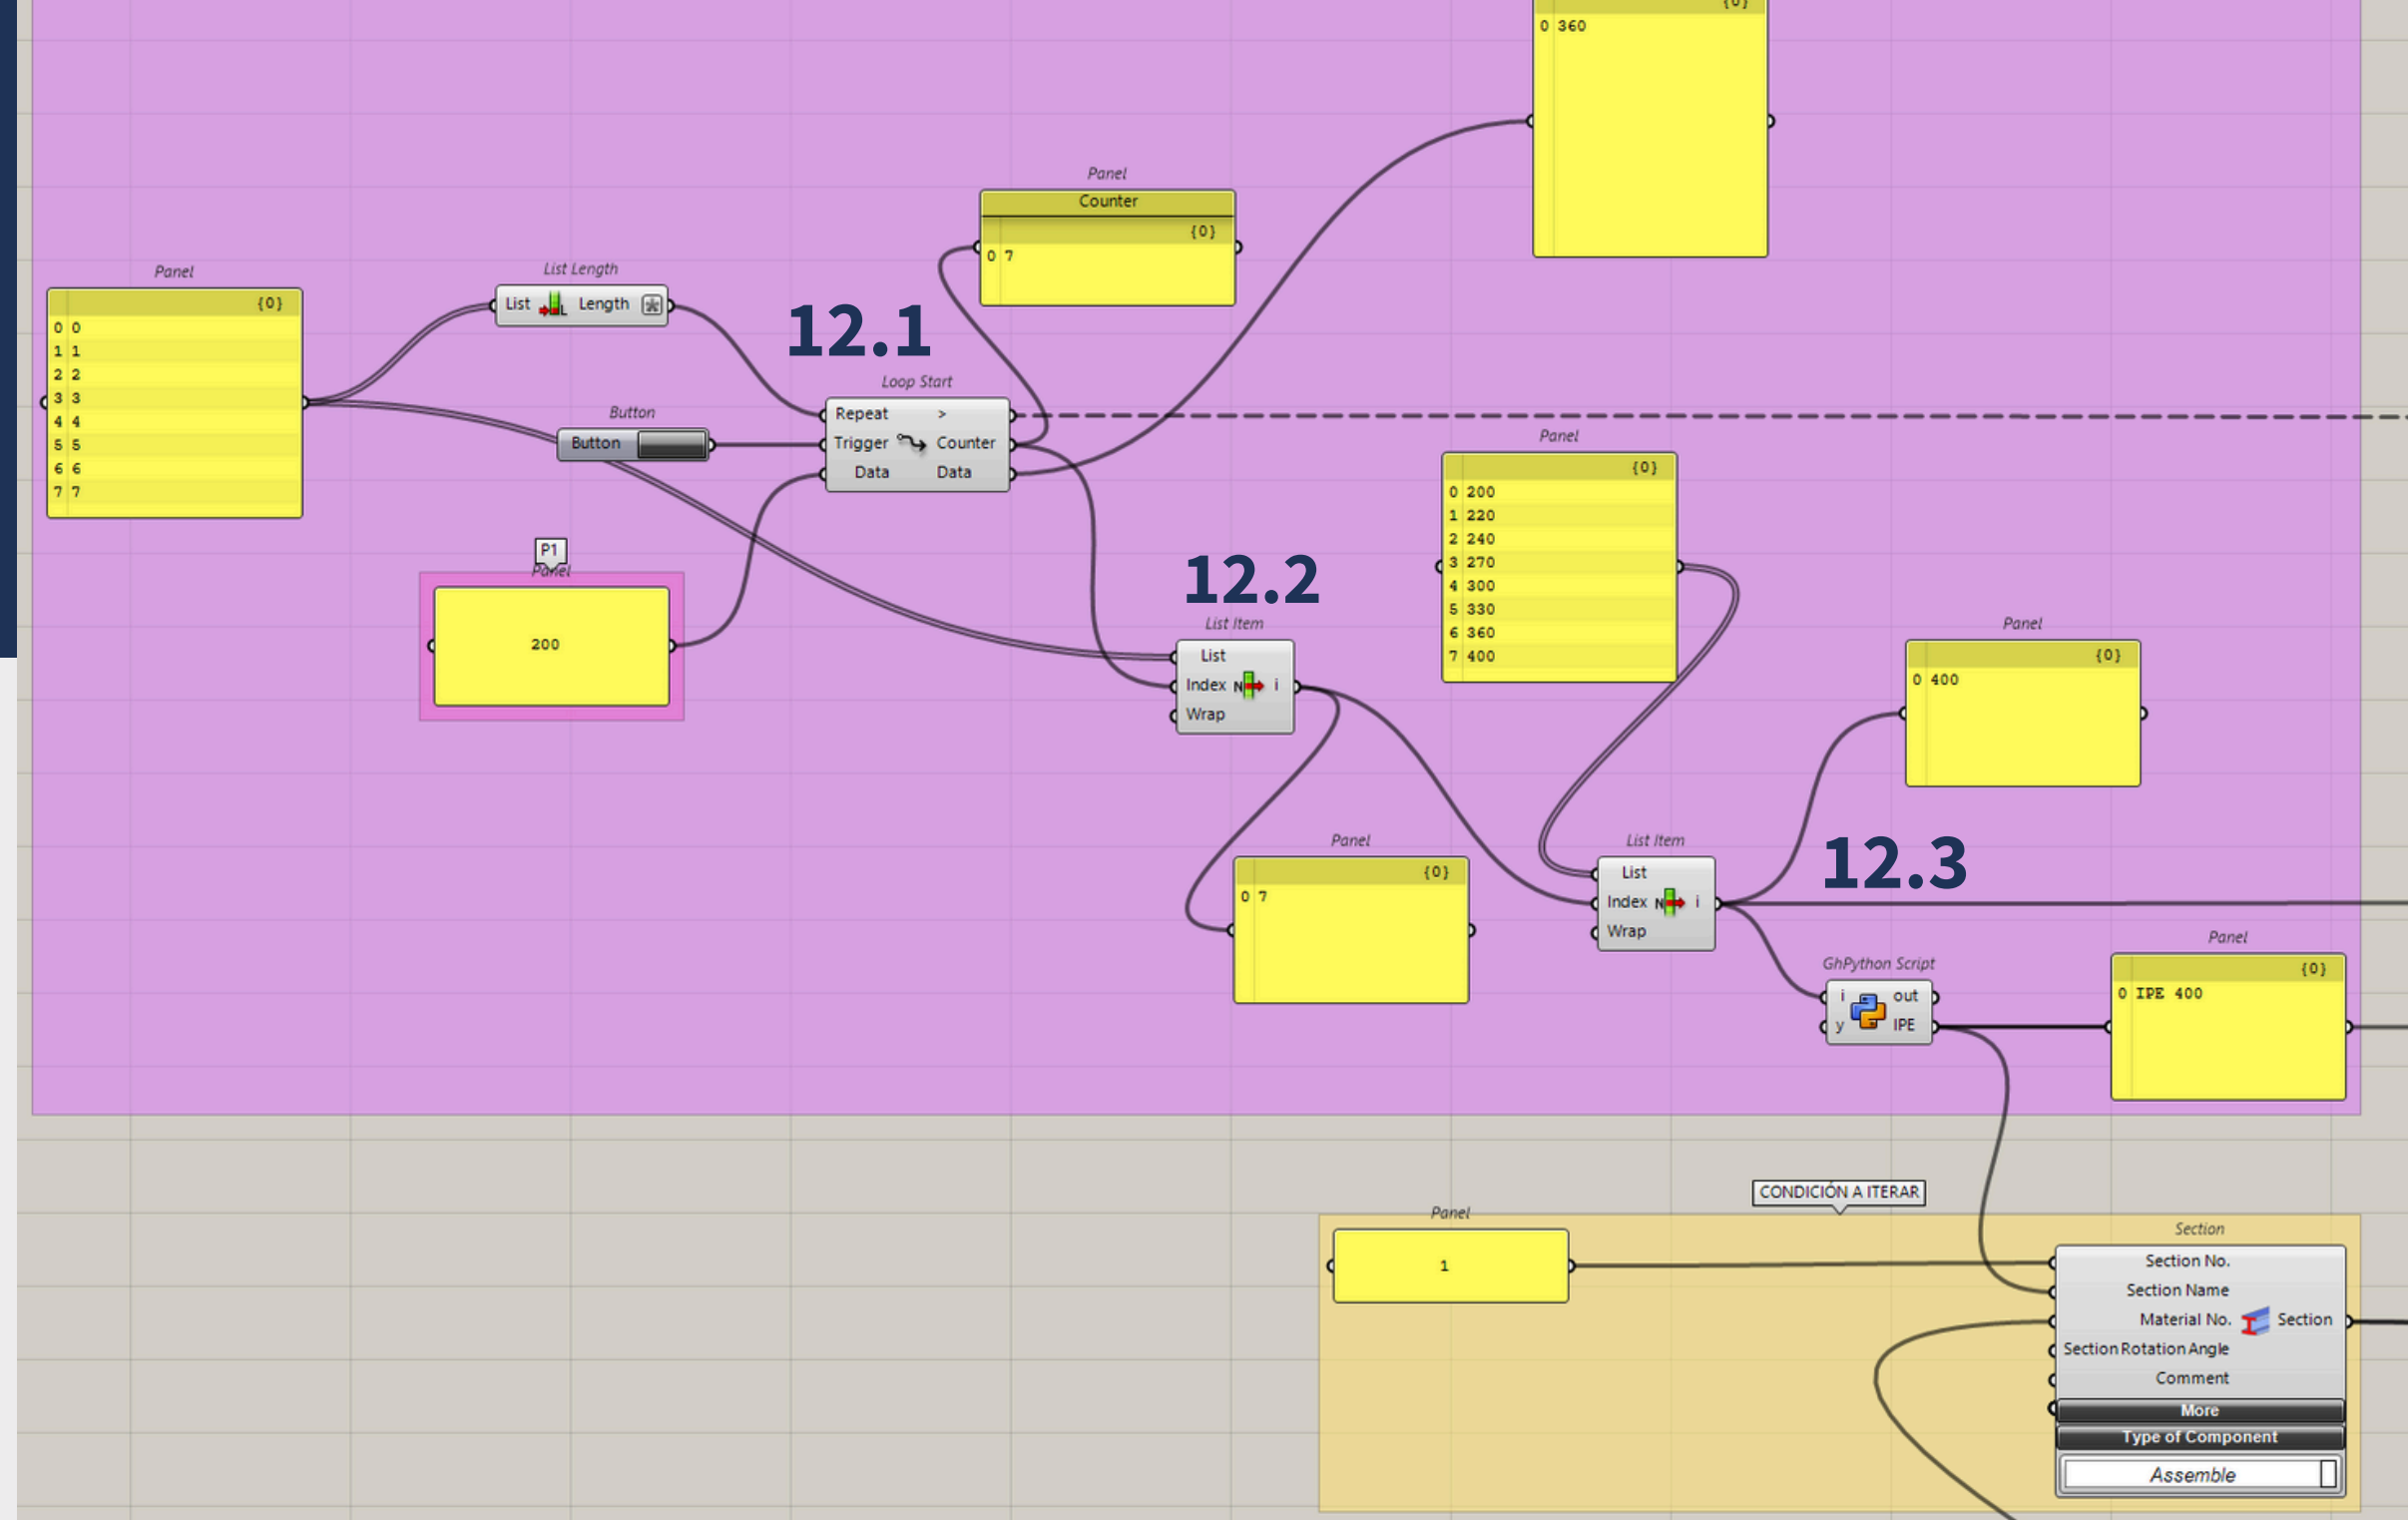 {0}
0 360
Panel
Counter
{0}
0 7
List Length
List Length
Panel
{0}
0 0
1 1
2 2
3 3
4 4
5 5
6 6
7 7
12.1
Loop Start
Repeat >
Trigger Counter
Data Data
Button
Button
Panel
{0}
0 200
1 220
2 240
3 270
4 300
5 330
6 360
7 400
P1
Panel
200
12.2
List Item
List
Index N i
Wrap
Panel
{0}
0 400
Panel
{0}
0 7
List Item
List
Index N i
Wrap
12.3
GhPython Script
i out
y IPE
Panel
{0}
0 IPE 400
CONDICIÓN A ITERAR
Panel
1
Section
Section No.
Section Name
Material No. Section
Section Rotation Angle
Comment
More
Type of Component
Assemble